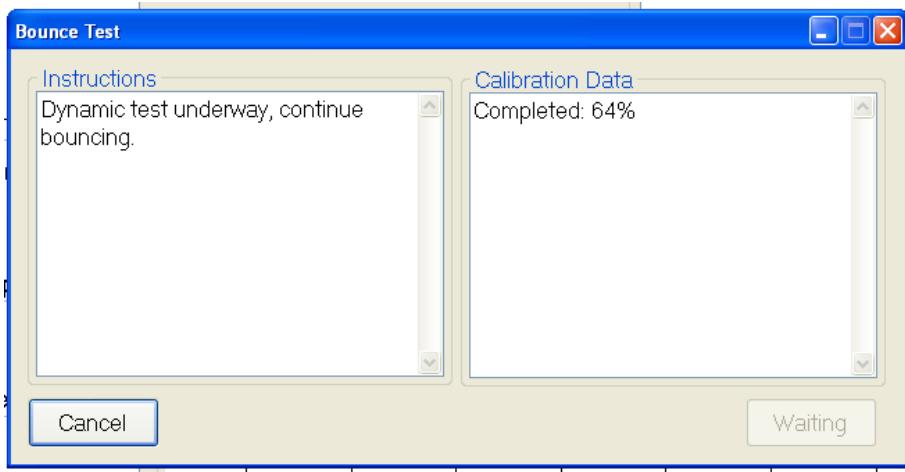 Bounce Test
Instructions
Dynamic test underway, continue
bouncing.
Calibration Data
Completed: 64%
Cancel
Waiting